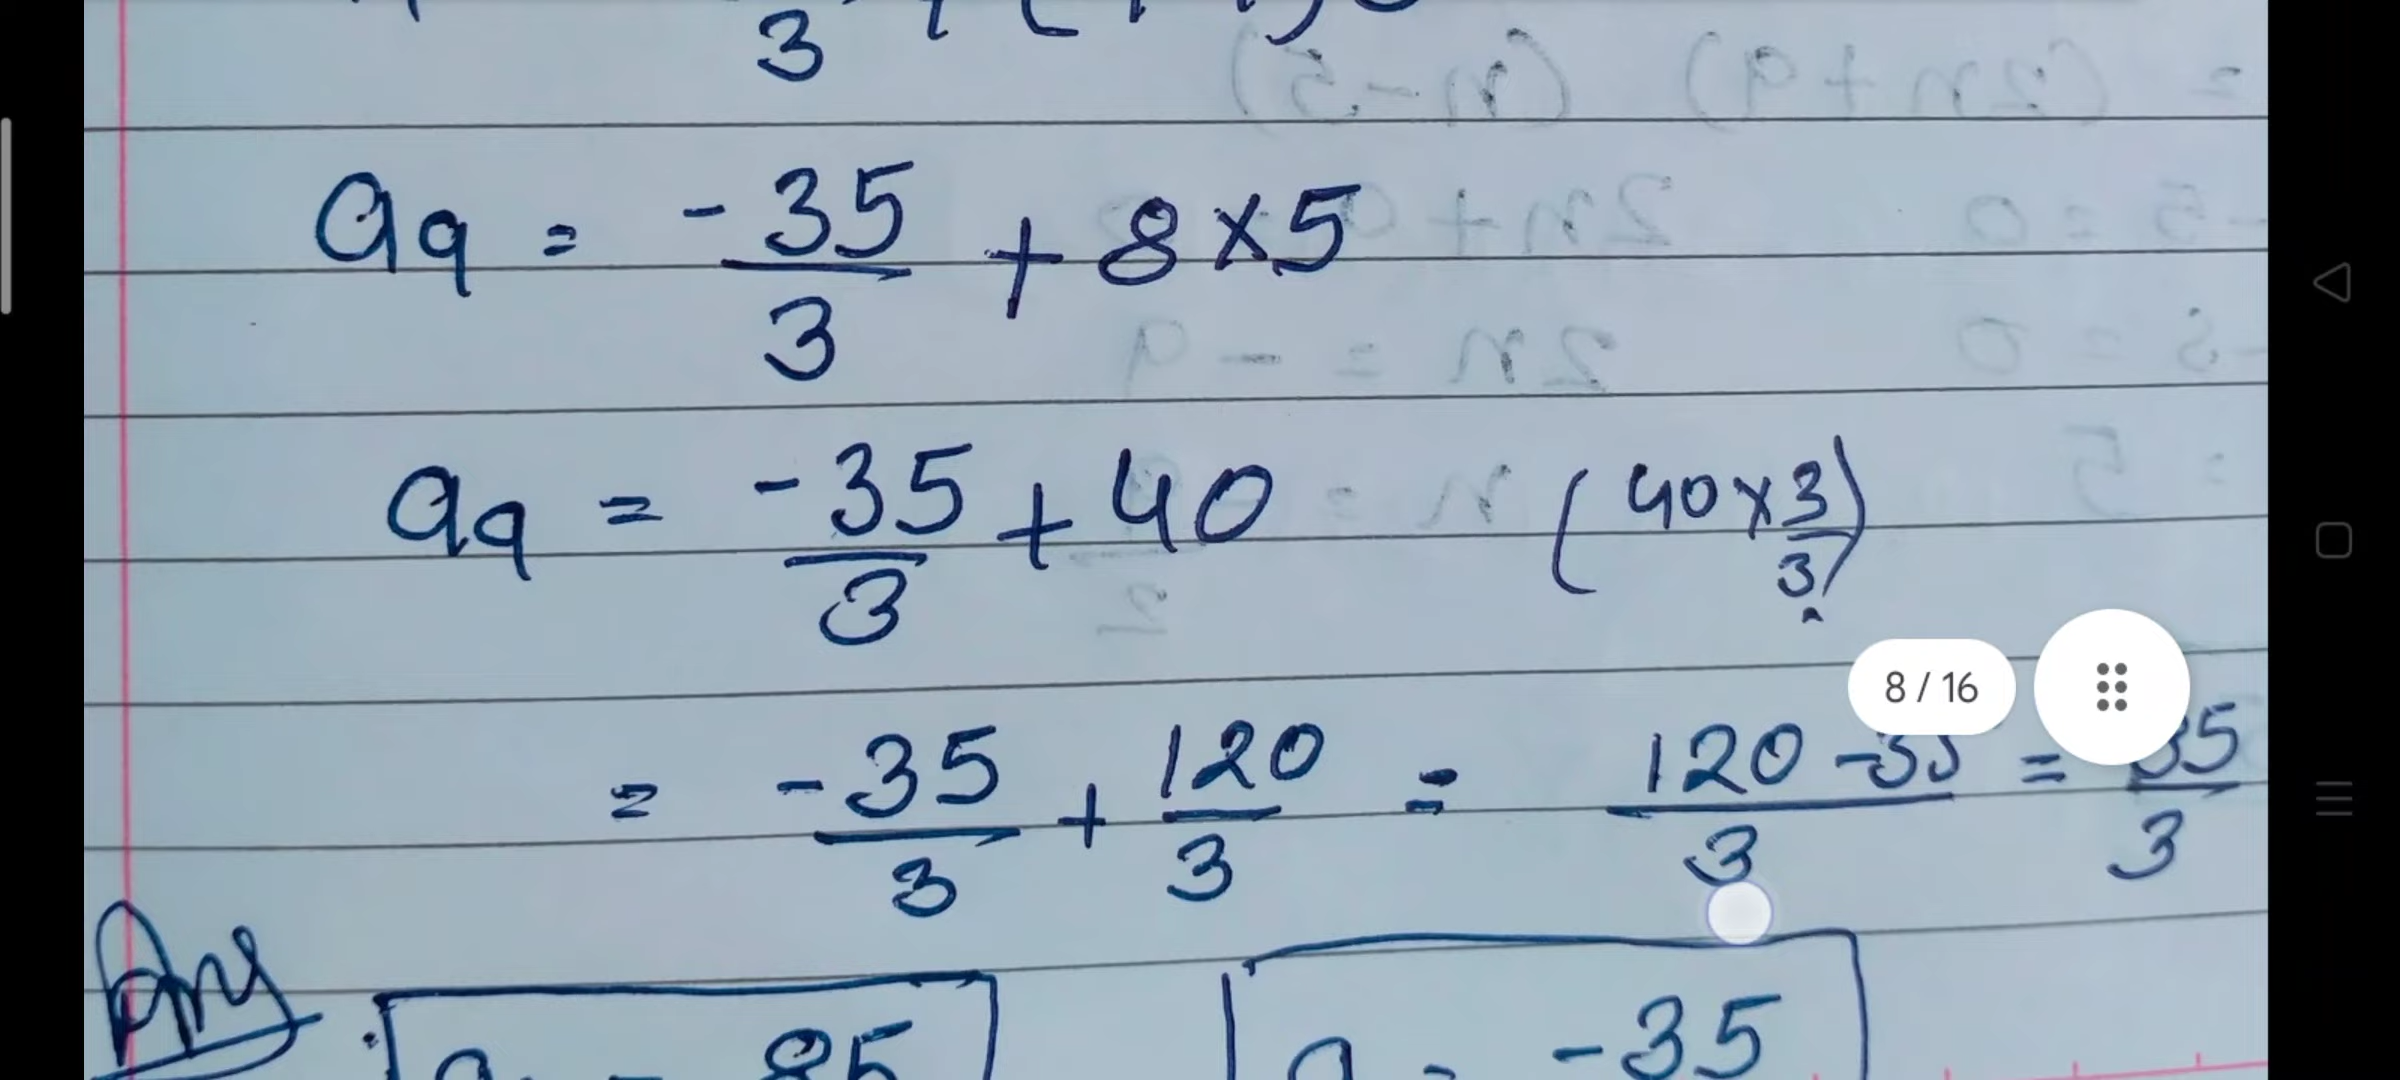 a₉ = -35/3 + 8×5
a₉ = -35/3 + 40 (40×3/3)
8 / 16
= -35/3 + 120/3 = 120-35/3 = 35/3
Ans
85
-35